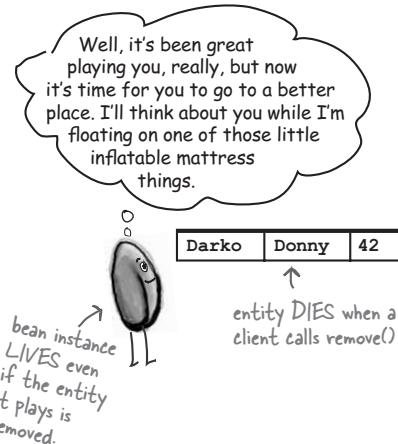 Well, it's been great
playing you, really, but now
it's time for you to go to a better
place. I'll think about you while I'm
floating on one of those little
inflatable mattress
things.
Darko Donny 42
entity DIES when a
client calls remove()
bean instance
LIVES even
if the entity
t plays is
emoved.